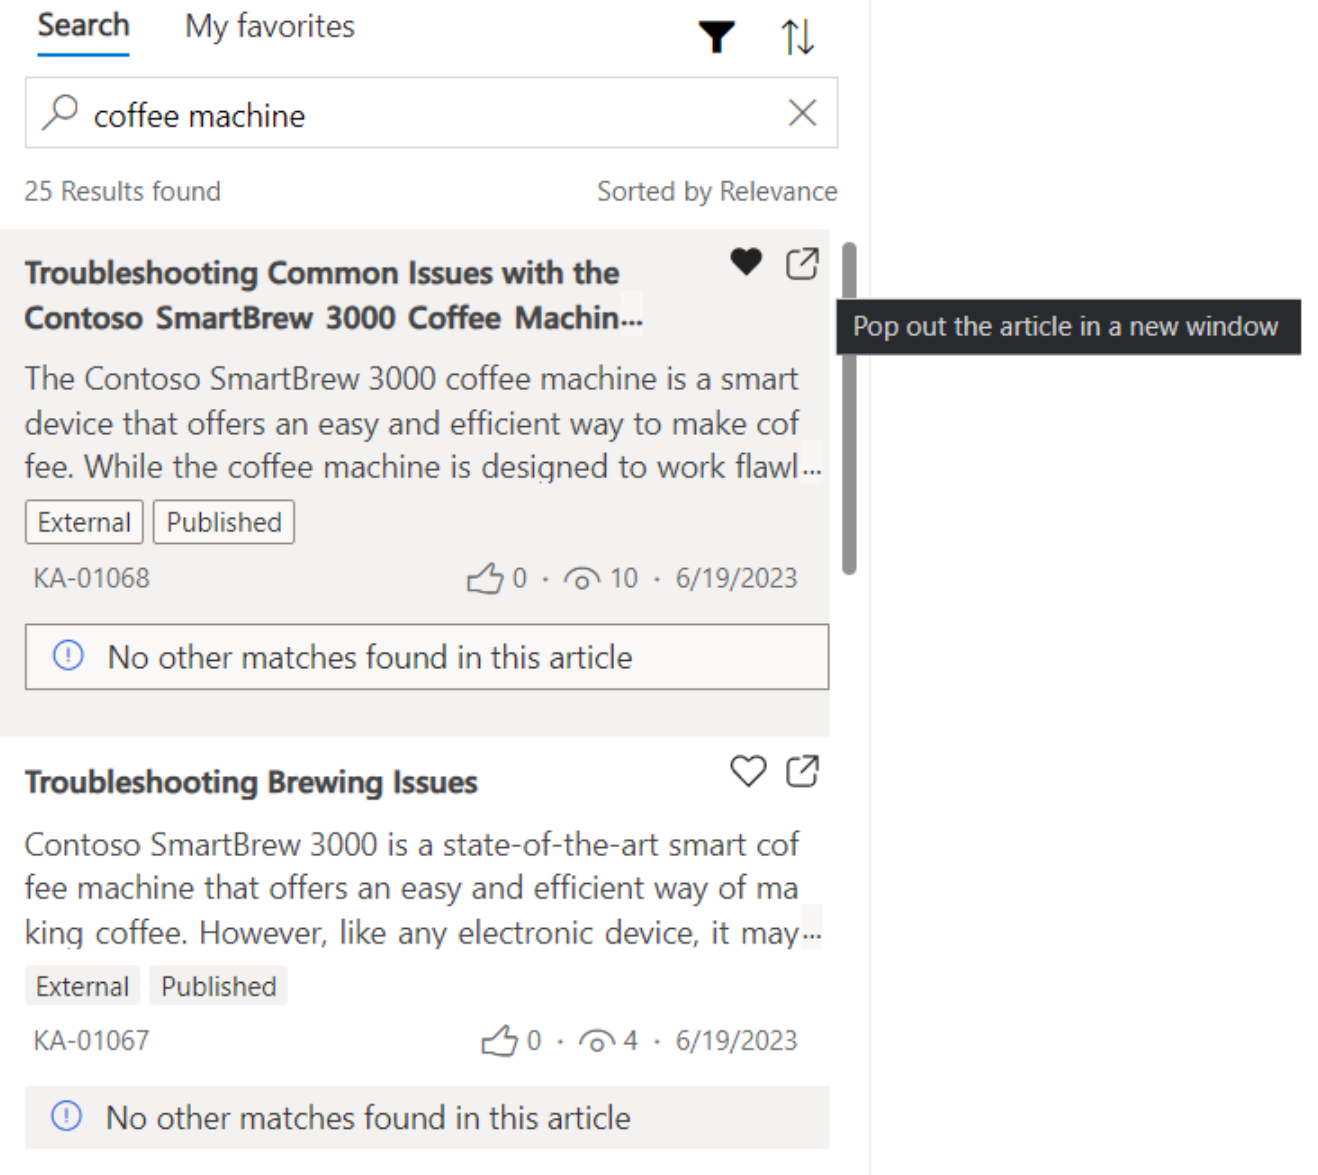 Search My favorites
coffee machine
25 Results found Sorted by Relevance
Troubleshooting Common Issues with the
Contoso SmartBrew 3000 Coffee Machin...
Pop out the article in a new window
The Contoso SmartBrew 3000 coffee machine is a smart
device that offers an easy and efficient way to make cof
fee. While the coffee machine is designed to work flawl...
External Published
KA-01068 0 · 10 · 6/19/2023
No other matches found in this article
Troubleshooting Brewing Issues
Contoso SmartBrew 3000 is a state-of-the-art smart cof
fee machine that offers an easy and efficient way of ma
king coffee. However, like any electronic device, it may...
External Published
KA-01067 0 · 4 · 6/19/2023
No other matches found in this article